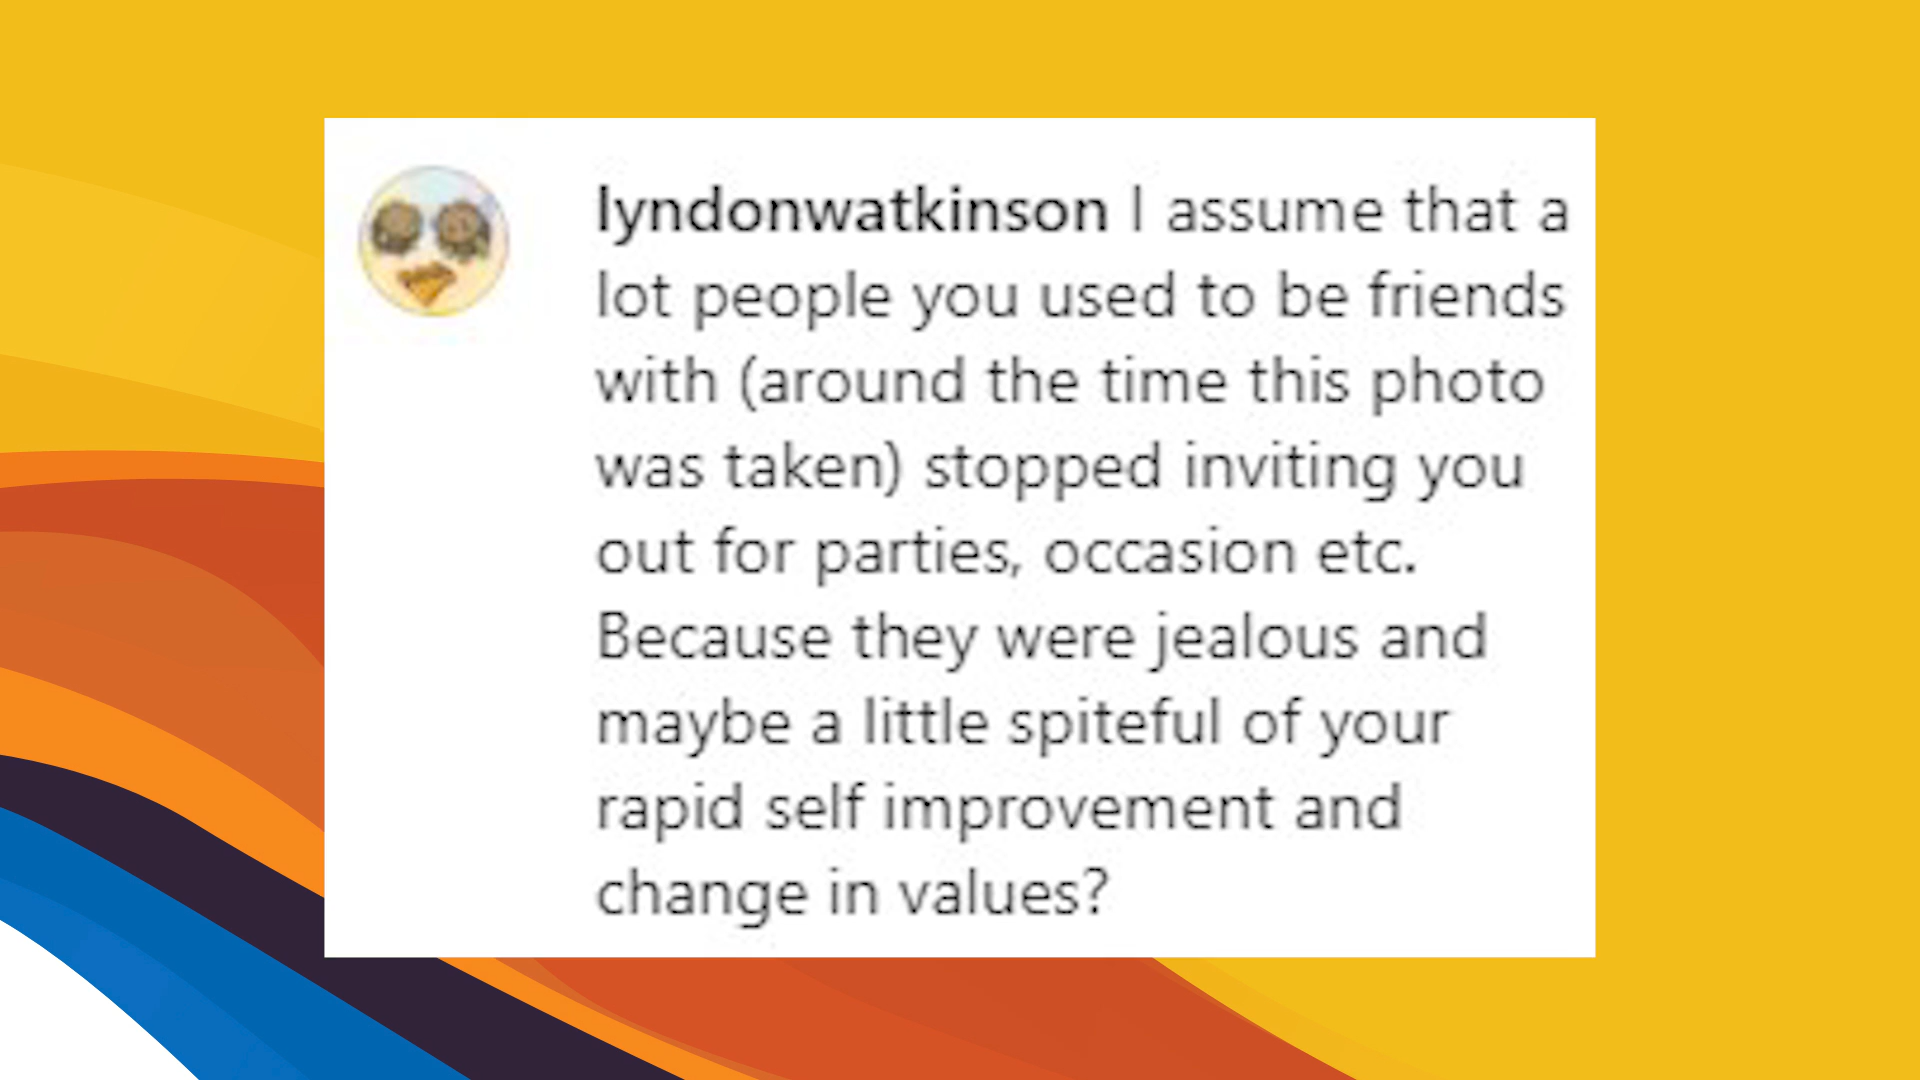 lyndonwatkinson I assume that a
lot people you used to be friends
with (around the time this photo
was taken) stopped inviting you
out for parties, occasion etc.
Because they were jealous and
maybe a little spiteful of your
rapid self improvement and
change in values?